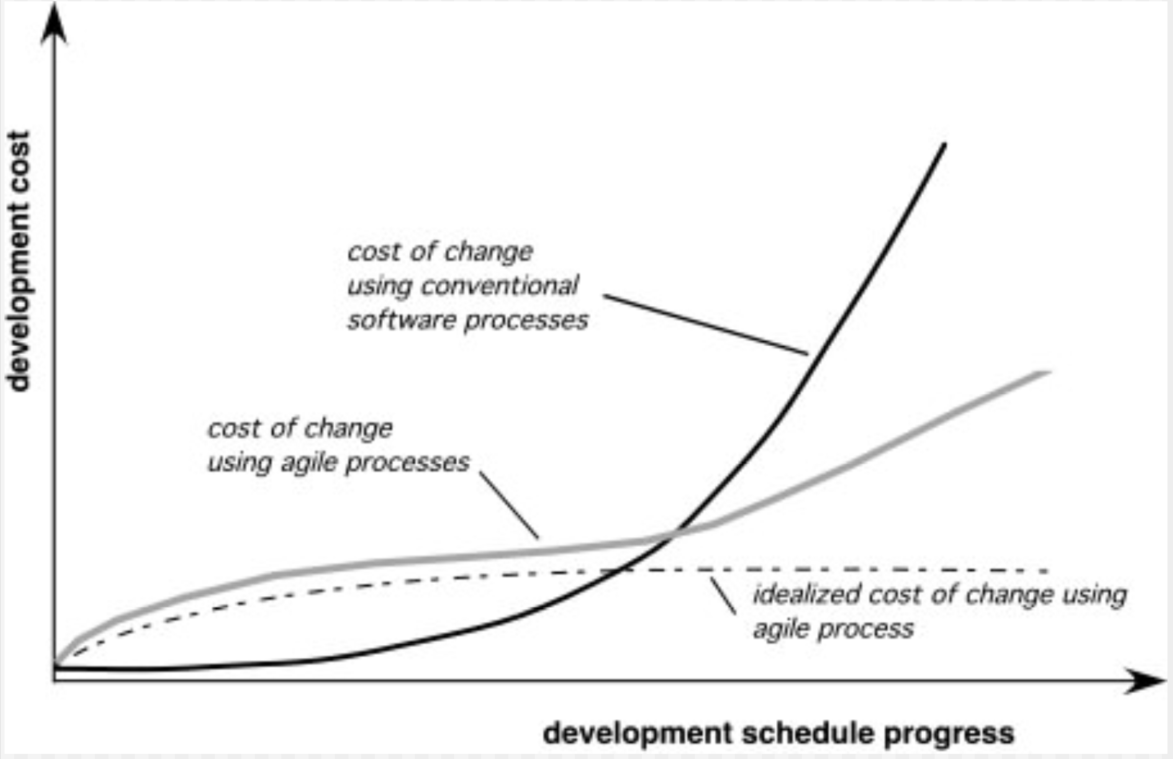 development cost
cost of change
using conventional
software processes
cost of change
using agile processes
idealized cost of change using
agile process
development schedule progress